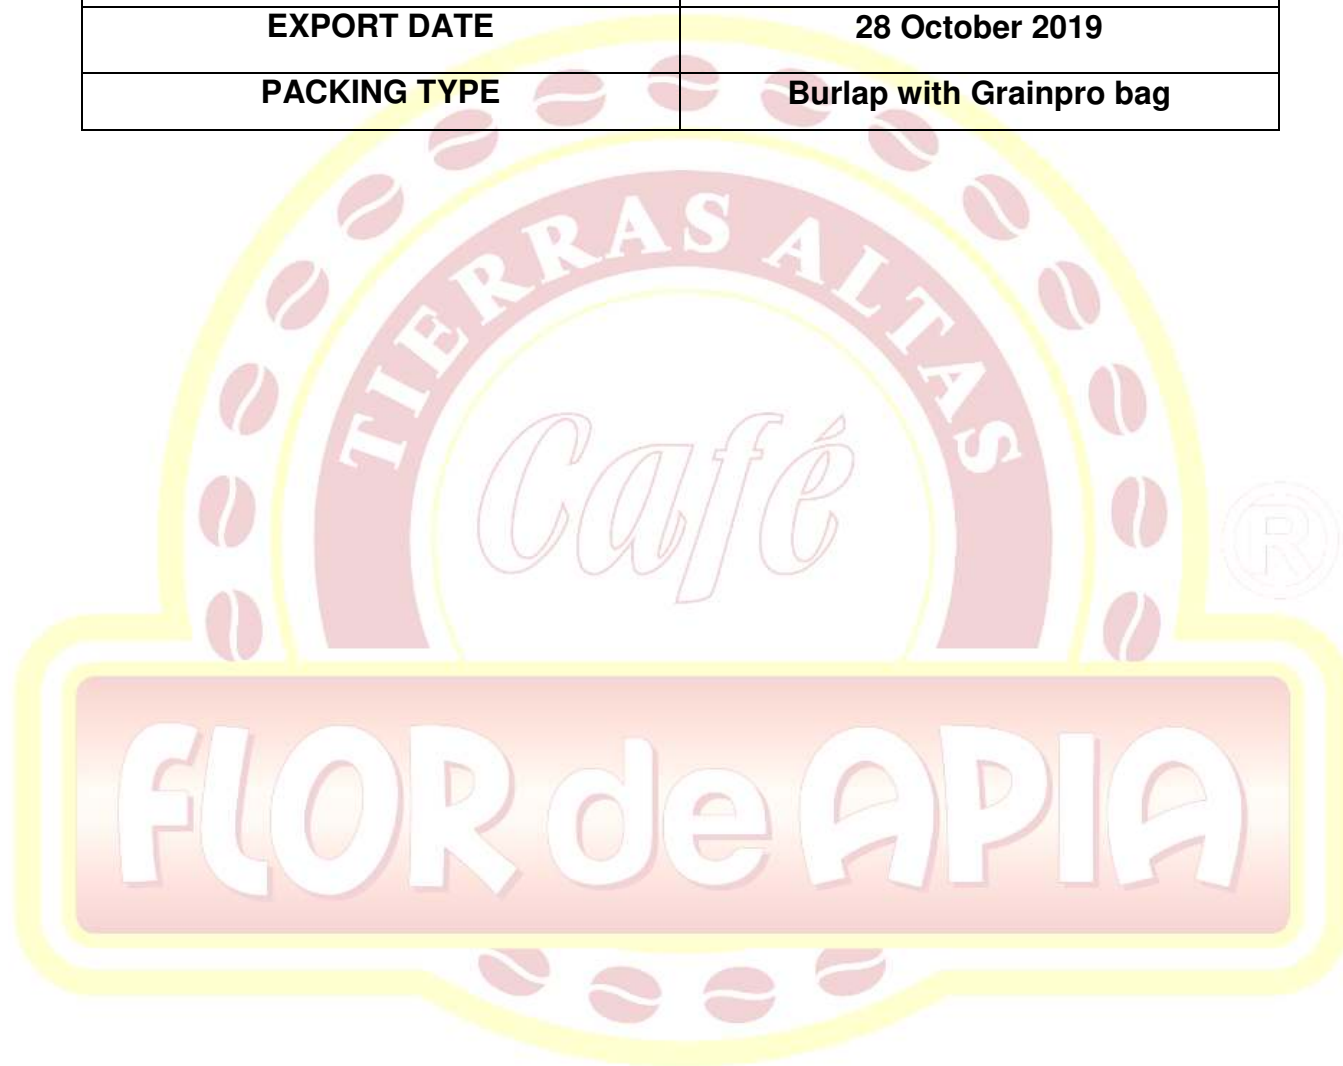 EXPORT DATE 28 October 2019
PACKING TYPE Burlap with Grainpro bag
TIERRAS ALTAS
Café
®
FLOR de APIA